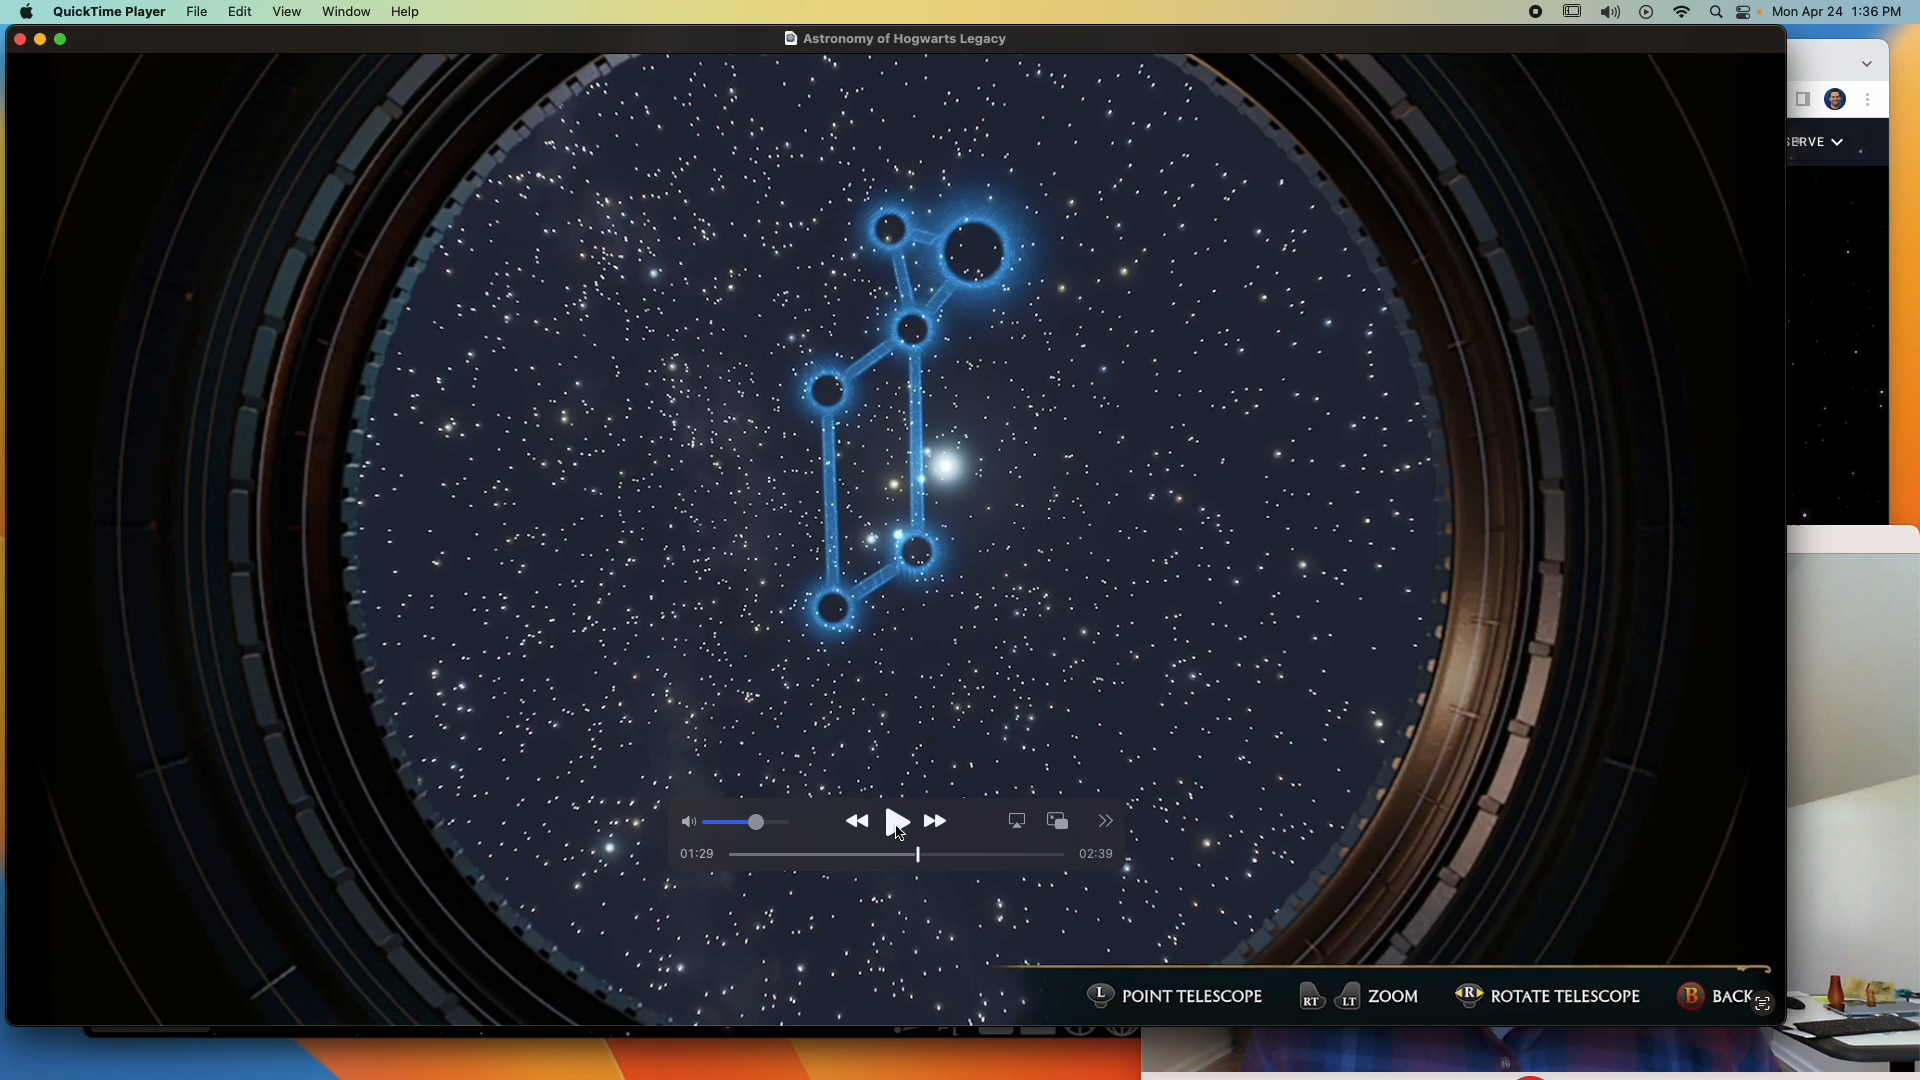 QuickTime Player File Edit View Window Help Mon Apr 24 1:36 PM
Astronomy of Hogwarts Legacy
01:29 02:39
L POINT TELESCOPE RT LT ZOOM R ROTATE TELESCOPE B BACK